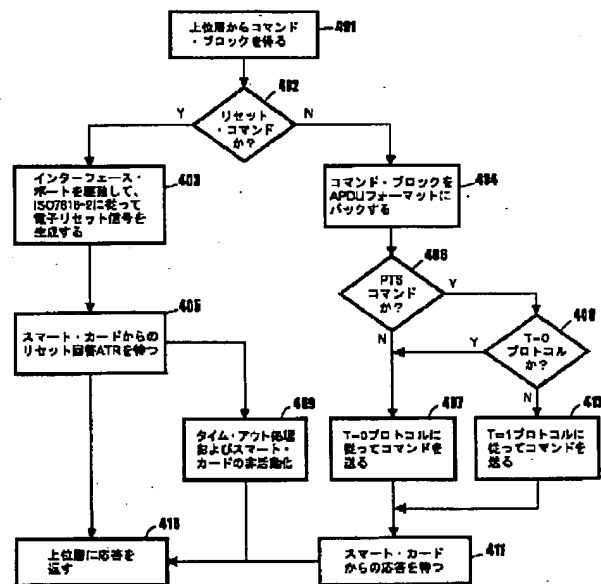 上位層からコマンド
・ブロックを得る
401
402
リセット
・コマンド
か?
Y
N
インターフェース・
ポートを駆動して、
ISO7816-2に従って
電子リセット信号を
生成する
403
コマンド・ブロックを
APDUフォーマットに
パックする
404
406
PTS
コマンド
か?
Y
N
405
スマート・カードからの
リセット回答ATRを待つ
408
T=0
プロトコル
か?
Y
N
409
タイム・アウト処理
およびスマート・
カードの非活動化
407
T=0プロトコルに
従ってコマンドを
送る
T=1プロトコルに
従ってコマンドを
送る
上位層に応答を
返す
スマート・カード
からの応答を待つ
411